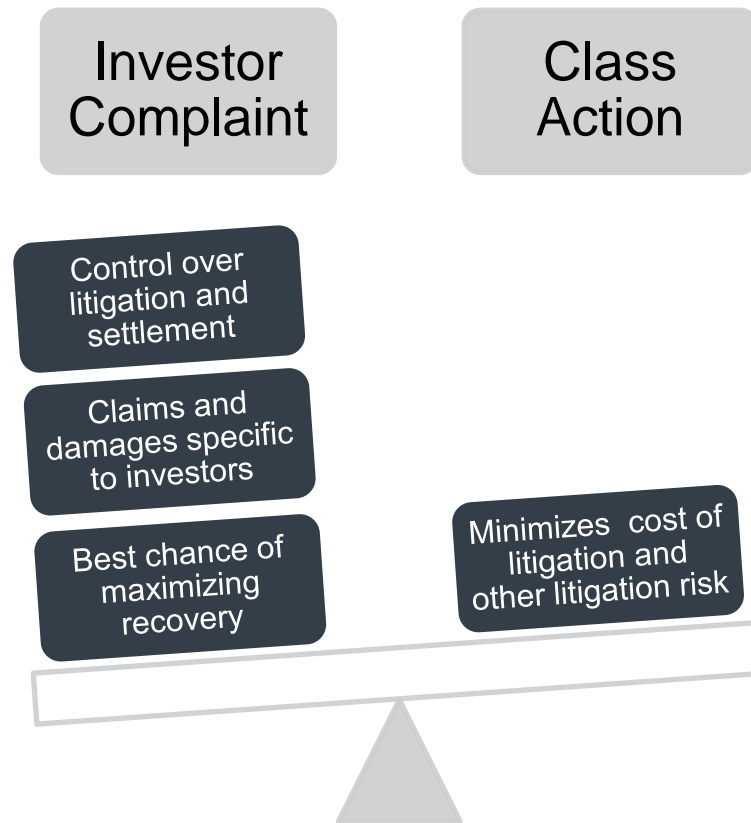 Investor
Complaint
Class
Action
Control over
litigation and
settlement
Claims and
damages specific
to investors
Best chance of
maximizing
recovery
Minimizes cost of
litigation and
other litigation risk